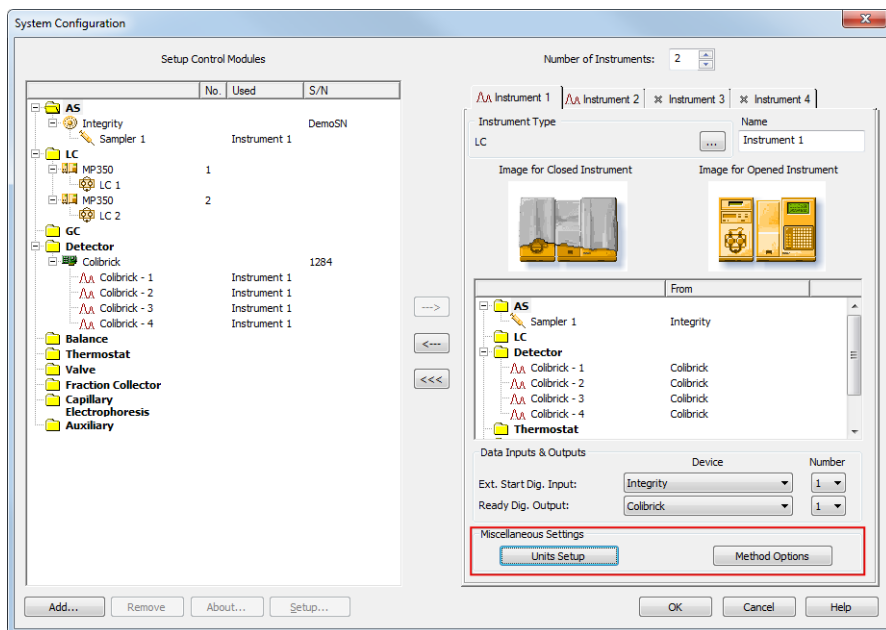 System Configuration
Setup Control Modules
Number of Instruments: 2
No. Used S/N
AS
Integrity DemoSN
Sampler 1 Instrument 1
LC
MP350 1
LC 1
MP350 2
LC 2
GC
Detector
Colibrick 1284
Colibrick - 1 Instrument 1
Colibrick - 2 Instrument 1
Colibrick - 3 Instrument 1
Colibrick - 4 Instrument 1
Balance
Thermostat
Valve
Fraction Collector
Capillary
Electrophoresis
Auxiliary
--->
<---
<<<
Instrument 1 Instrument 2 Instrument 3 Instrument 4
Instrument Type Name
LC ... Instrument 1
Image for Closed Instrument Image for Opened Instrument
From
AS
Sampler 1 Integrity
LC
Detector
Colibrick - 1 Colibrick
Colibrick - 2 Colibrick
Colibrick - 3 Colibrick
Colibrick - 4 Colibrick
Thermostat
Data Inputs & Outputs
Device Number
Ext. Start Dig. Input: Integrity 1
Ready Dig. Output: Colibrick 1
Miscellaneous Settings
Units Setup Method Options
Add... Remove About... Setup... OK Cancel Help